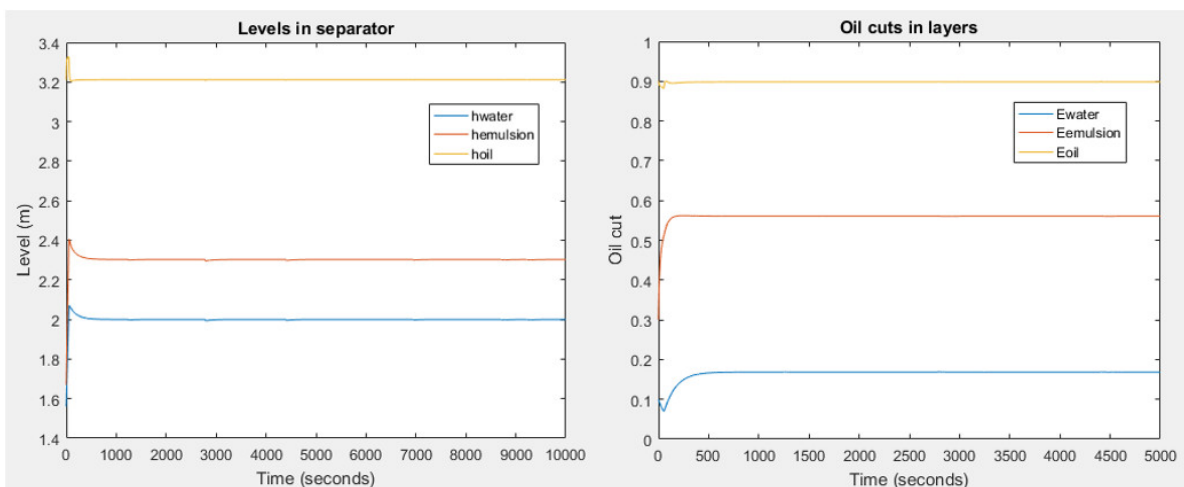 Levels in separator
3.4
3.2
3
2.8
2.6
2.4
2.2
2
1.8
1.6
1.4
Level (m)
hwater
hemulsion
hoil
0 1000 2000 3000 4000 5000 6000 7000 8000 9000 10000
Time (seconds)
Oil cuts in layers
1
0.9
0.8
0.7
0.6
0.5
0.4
0.3
0.2
0.1
0
Oil cut
Ewater
Eemulsion
Eoil
0 500 1000 1500 2000 2500 3000 3500 4000 4500 5000
Time (seconds)